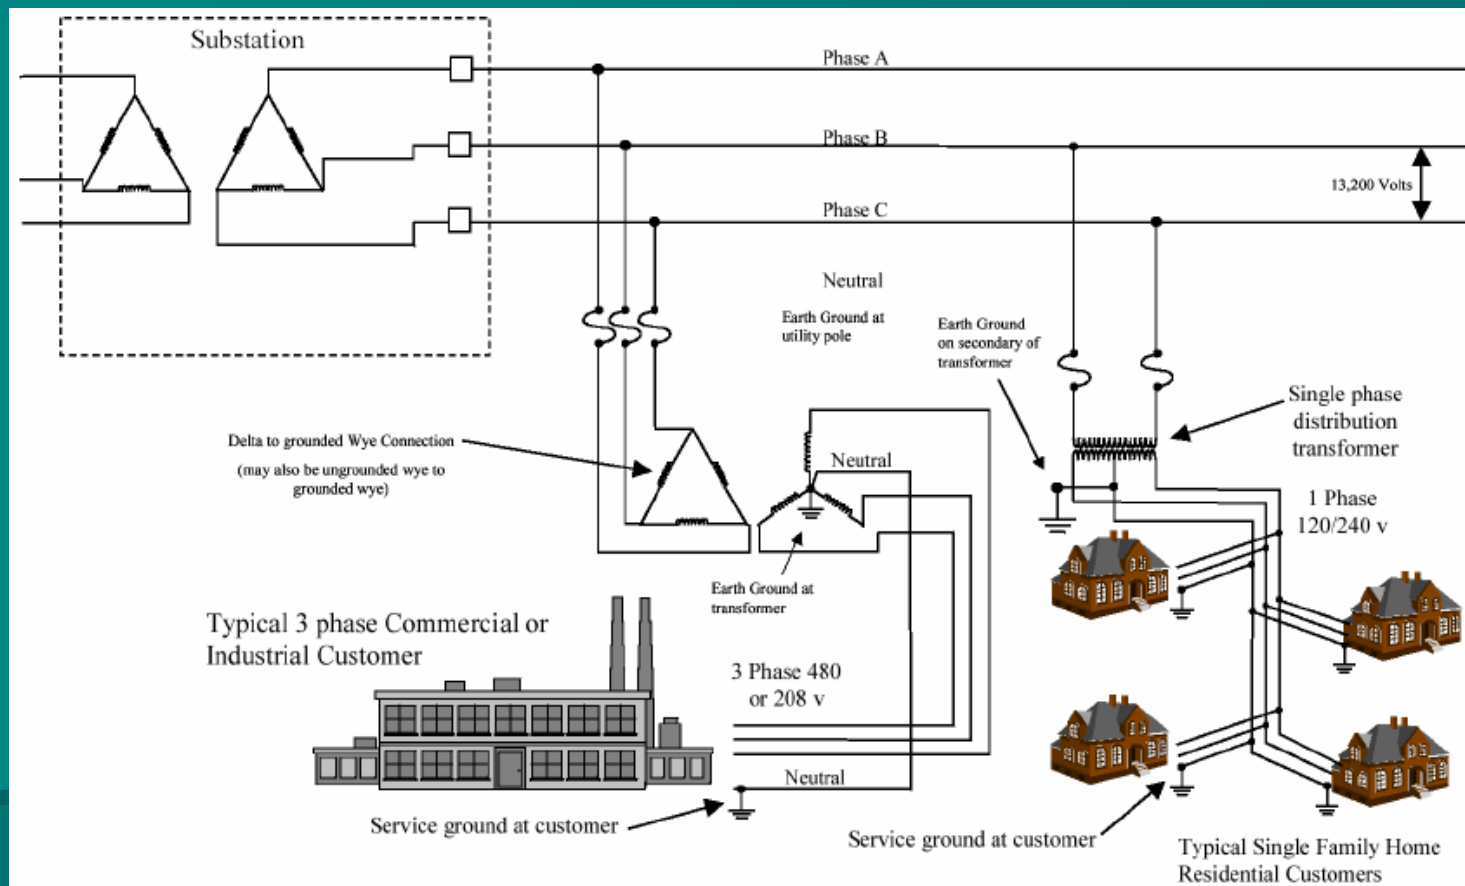 Substation
Phase A
Phase B
Phase C
13,200 Volts
Neutral
Earth Ground at
utility pole
Earth Ground
on secondary of
transformer
Single phase
distribution
transformer
Delta to grounded Wye Connection
(may also be ungrounded wye to
grounded wye)
Neutral
1 Phase
120/240 v
Earth Ground at
transformer
Typical 3 phase Commercial or
Industrial Customer
3 Phase 480
or 208 v
Neutral
Service ground at customer
Service ground at customer
Typical Single Family Home
Residential Customers